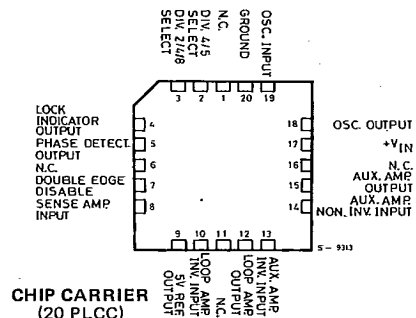 DIV. 2/4/8
SELECT
DIV. 4/5
SELECT
N.C.
GROUND
OSC. INPUT
3
2
1
20
19
LOCK
INDICATOR
OUTPUT
4
PHASE DETECT.
OUTPUT
5
N.C.
6
DOUBLE EDGE
DISABLE
7
SENSE AMP.
INPUT
8
18
OSC. OUTPUT
17
+VIN
16
N.C.
15
AUX. AMP.
OUTPUT
14
AUX. AMP.
NON. INV. INPUT
9
10
11
12
13
S- 9313
5V REF
OUTPUT
LOOP AMP.
INV. INPUT
N.C.
LOOP AMP.
OUTPUT
AUX. AMP.
INV. INPUT
CHIP CARRIER
(20 PLCC)